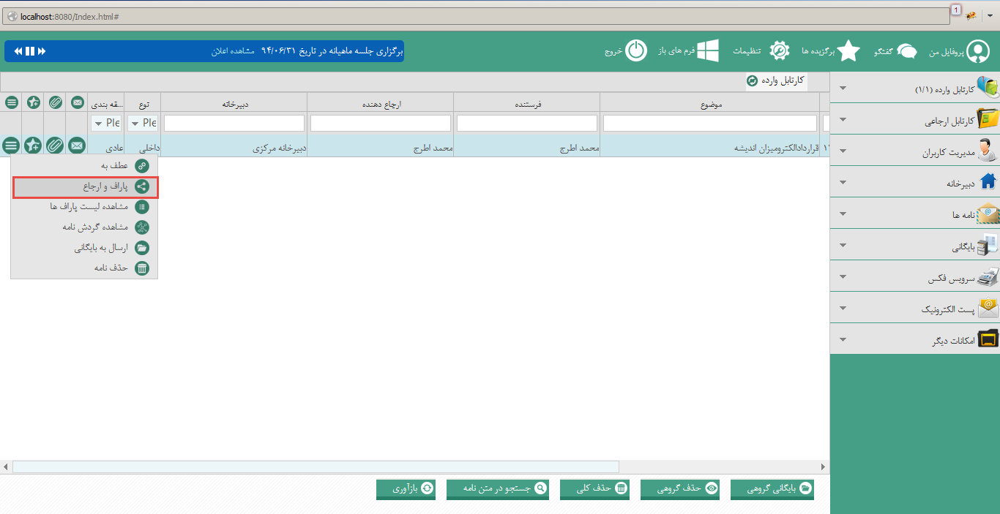 localhost:8080/Index.html#
1
پروفایل من
گفتگو
برگزیده ها
تنظیمات
فرم های باز
خروج
برگزاری جلسه ماهیانه در تاریخ ۹۴/۰۶/۳۱ مشاهده اعلان
کارتابل وارده (۱/۱)
کارتابل ارجاعی
مدیریت کاربران
دبیرخانه
نامه ها
بایگانی
سرویس فکس
پست الکترونیک
امکانات دیگر
کارتابل وارده
موضوع فرستنده ارجاع دهنده دبیرخانه نوع بقه بندی
Ple Ple
قراردادالکترومیزان اندیشه محمد اطرج محمد اطرج دبیرخانه مرکزی داخلی عادی
عطف به
پاراف و ارجاع
مشاهده لیست پاراف ها
مشاهده گردش نامه
ارسال به بایگانی
حذف نامه
بایگانی گروهی حذف گروهی حذف کلی جستجو در متن نامه بازآوری